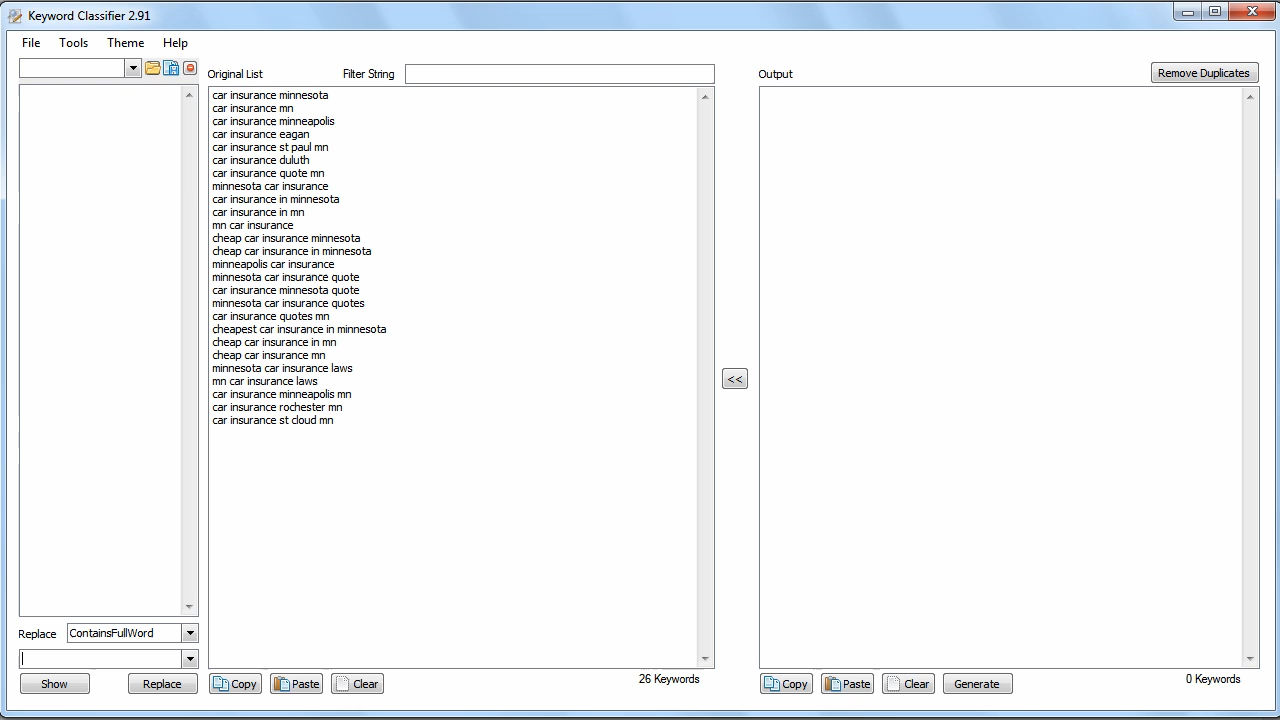 Keyword Classifier 2.91
File Tools Theme Help
Original List
Filter String
Output
Remove Duplicates
car insurance minnesota
car insurance mn
car insurance minneapolis
car insurance eagan
car insurance st paul mn
car insurance duluth
car insurance quote mn
minnesota car insurance
car insurance in minnesota
car insurance in mn
mn car insurance
cheap car insurance minnesota
cheap car insurance in minnesota
minneapolis car insurance
minnesota car insurance quote
car insurance minnesota quote
minnesota car insurance quotes
car insurance quotes mn
cheapest car insurance in minnesota
cheap car insurance in mn
cheap car insurance mn
minnesota car insurance laws
mn car insurance laws
car insurance minneapolis mn
car insurance rochester mn
car insurance st cloud mn
<<
Replace ContainsFullWord
Show Replace
Copy Paste Clear
26 Keywords
Copy Paste Clear Generate
0 Keywords